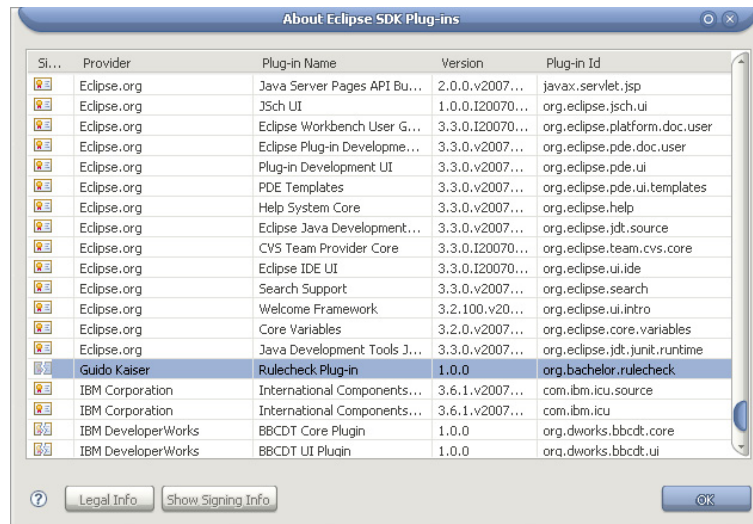 About Eclipse SDK Plug-ins
Si... Provider Plug-in Name Version Plug-in Id
Eclipse.org Java Server Pages API Bu... 2.0.0.v2007... javax.servlet.jsp
Eclipse.org JSch UI 1.0.0.I20070... org.eclipse.jsch.ui
Eclipse.org Eclipse Workbench User G... 3.3.0.I20070... org.eclipse.platform.doc.user
Eclipse.org Eclipse Plug-in Developme... 3.3.0.v2007... org.eclipse.pde.doc.user
Eclipse.org Plug-in Development UI 3.3.0.v2007... org.eclipse.pde.ui
Eclipse.org PDE Templates 3.3.0.v2007... org.eclipse.pde.ui.templates
Eclipse.org Help System Core 3.3.0.v2007... org.eclipse.help
Eclipse.org Eclipse Java Development... 3.3.0.v2007... org.eclipse.jdt.source
Eclipse.org CVS Team Provider Core 3.3.0.I20070... org.eclipse.team.cvs.core
Eclipse.org Eclipse IDE UI 3.3.0.I20070... org.eclipse.ui.ide
Eclipse.org Search Support 3.3.0.v2007... org.eclipse.search
Eclipse.org Welcome Framework 3.2.100.v20... org.eclipse.ui.intro
Eclipse.org Core Variables 3.2.0.v2007... org.eclipse.core.variables
Eclipse.org Java Development Tools J... 3.3.0.v2007... org.eclipse.jdt.junit.runtime
Guido Kaiser Rulecheck Plug-in 1.0.0 org.bachelor.rulecheck
IBM Corporation International Components... 3.6.1.v2007... com.ibm.icu.source
IBM Corporation International Components... 3.6.1.v2007... com.ibm.icu
IBM DeveloperWorks BBCDT Core Plugin 1.0.0 org.dworks.bbcdt.core
IBM DeveloperWorks BBCDT UI Plugin 1.0.0 org.dworks.bbcdt.ui
? Legal Info Show Signing Info OK